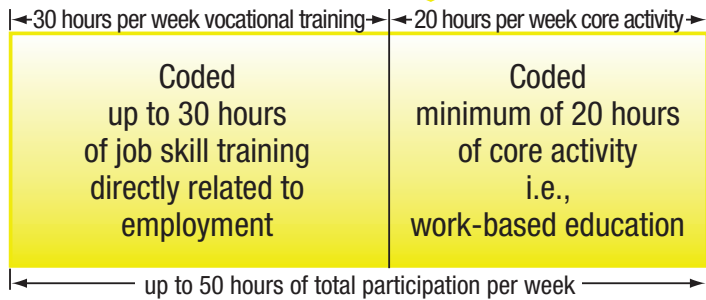 30 hours per week vocational training
20 hours per week core activity
Coded
up to 30 hours
of job skill training
directly related to
employment
Coded
minimum of 20 hours
of core activity
i.e.,
work-based education
up to 50 hours of total participation per week